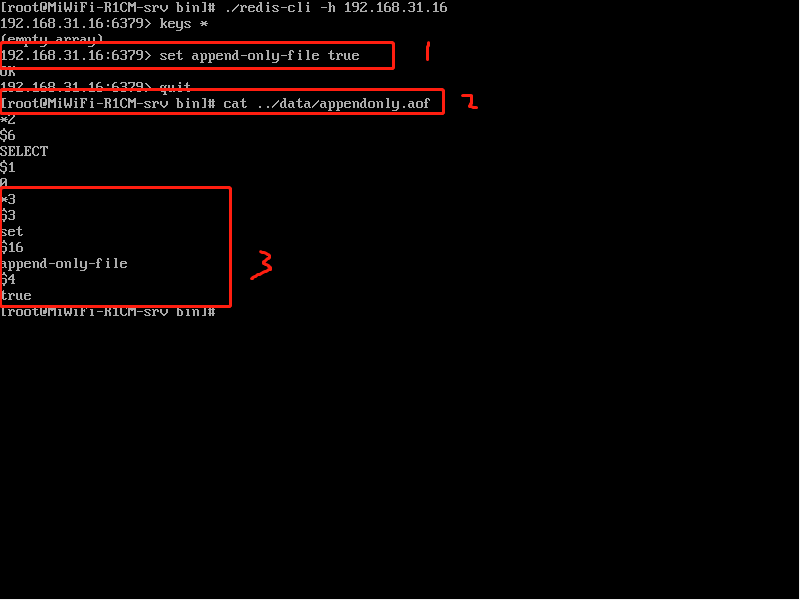 [root@MiWiFi-R1CM-srv bin]# ./redis-cli -h 192.168.31.16
192.168.31.16:6379> keys *
(empty array)
192.168.31.16:6379> set append-only-file true
1
OK
192.168.31.16:6379> quit
[root@MiWiFi-R1CM-srv bin]# cat ../data/appendonly.aof
2
*2
$6
SELECT
$1
0
*3
$3
set
$16
append-only-file
3
$4
true
[root@MiWiFi-R1CM-srv bin]#